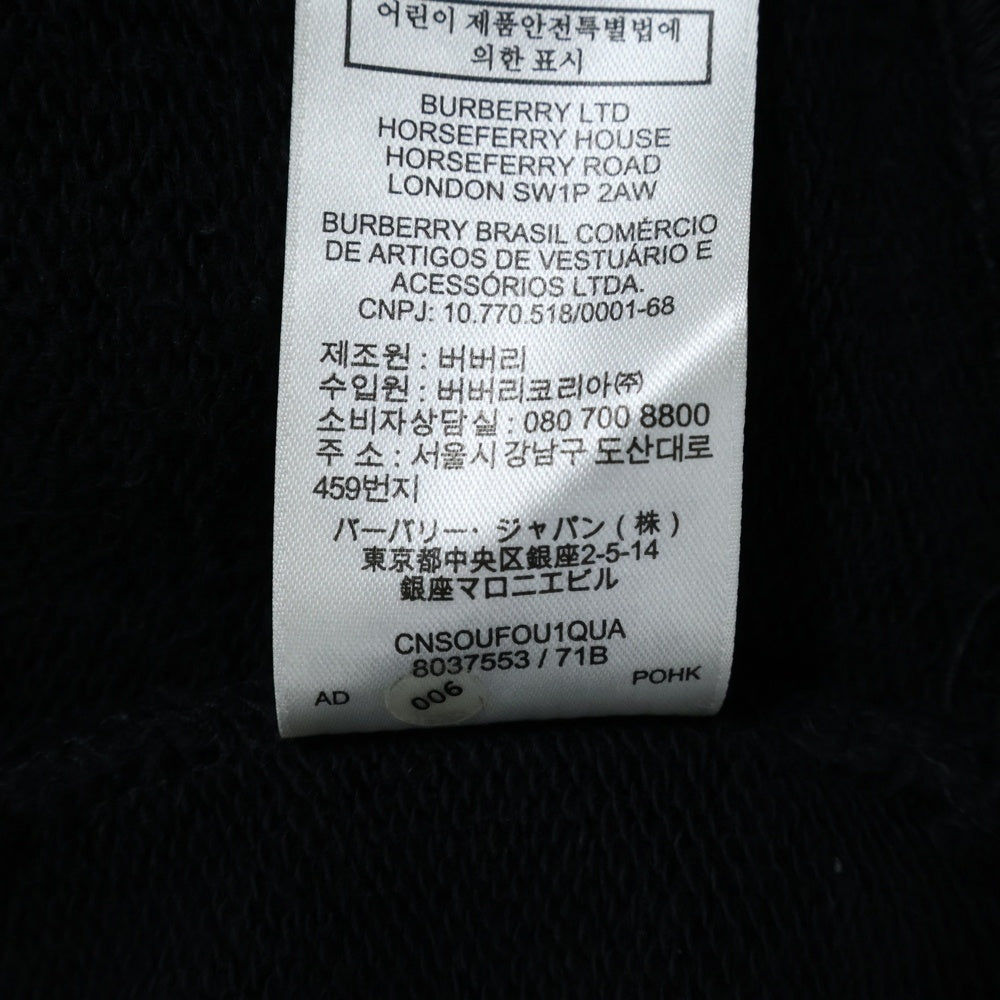 어린이 제품안전특별법에
의한 표시
BURBERRY LTD
HORSEFERRY HOUSE
HORSEFERRY ROAD
LONDON SW1P 2AW
BURBERRY BRASIL COMÉRCIO
DE ARTIGOS DE VESTUÁRIO E
ACESSÓRIOS LTDA.
CNPJ: 10.770.518/0001-68
제조원 : 버버리
수입원 : 버버리코리아㈜
소비자상담실 : 080 700 8800
주 소 : 서울시 강남구 도산대로
459번지
バーバリー・ジャパン(株)
東京都中央区銀座2-5-14
銀座マロニエビル
CNSOUFOU1QUA
8037553 / 71B
AD 006 POHK